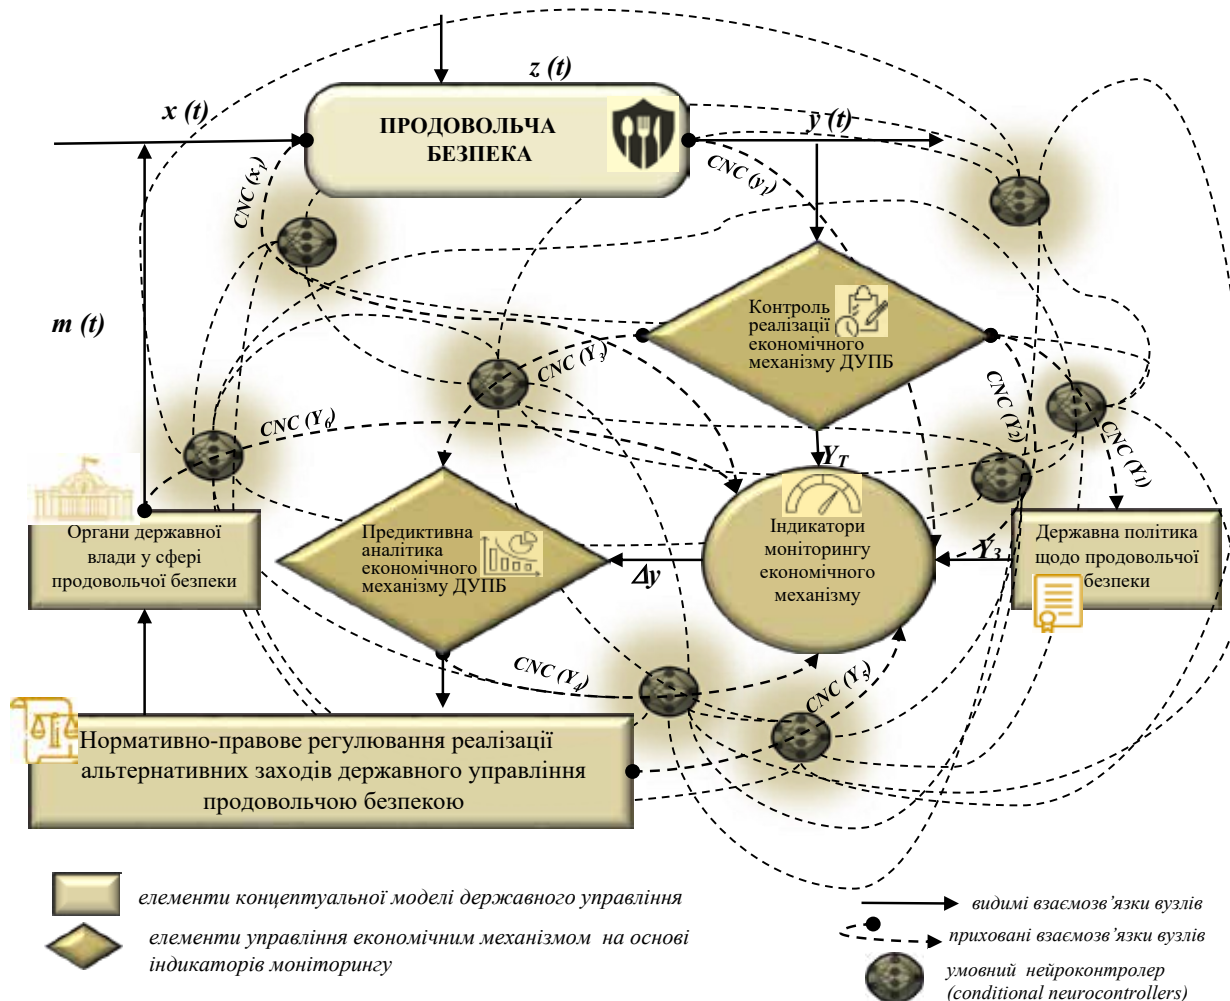 z (t)
x (t)
ПРОДОВОЛЬЧА
БЕЗПЕКА
y (t)
CNC (x₁)
CNC (y₁)
m (t)
Контроль
реалізації
економічного
механізму ДУПБ
CNC (Y₃)
CNC (Y₂)
CNC (Y₆)
CNC (Y₁)
Y_T
Органи державної
влади у сфері
продовольчої безпеки
Предиктивна
аналітика
економічного
механізму ДУПБ
Δy
Індикатори
моніторингу
економічного
механізму
Y₃
Державна політика
щодо продовольчої
безпеки
CNC (Y₄)
CNC (Y₅)
Нормативно-правове регулювання реалізації
альтернативних заходів державного управління
продовольчою безпекою
елементи концептуальної моделі державного управління
елементи управління економічним механізмом на основі
індикаторів моніторингу
видимі взаємозв’язки вузлів
приховані взаємозв’язки вузлів
умовний нейроконтролер
(conditional neurocontrollers)